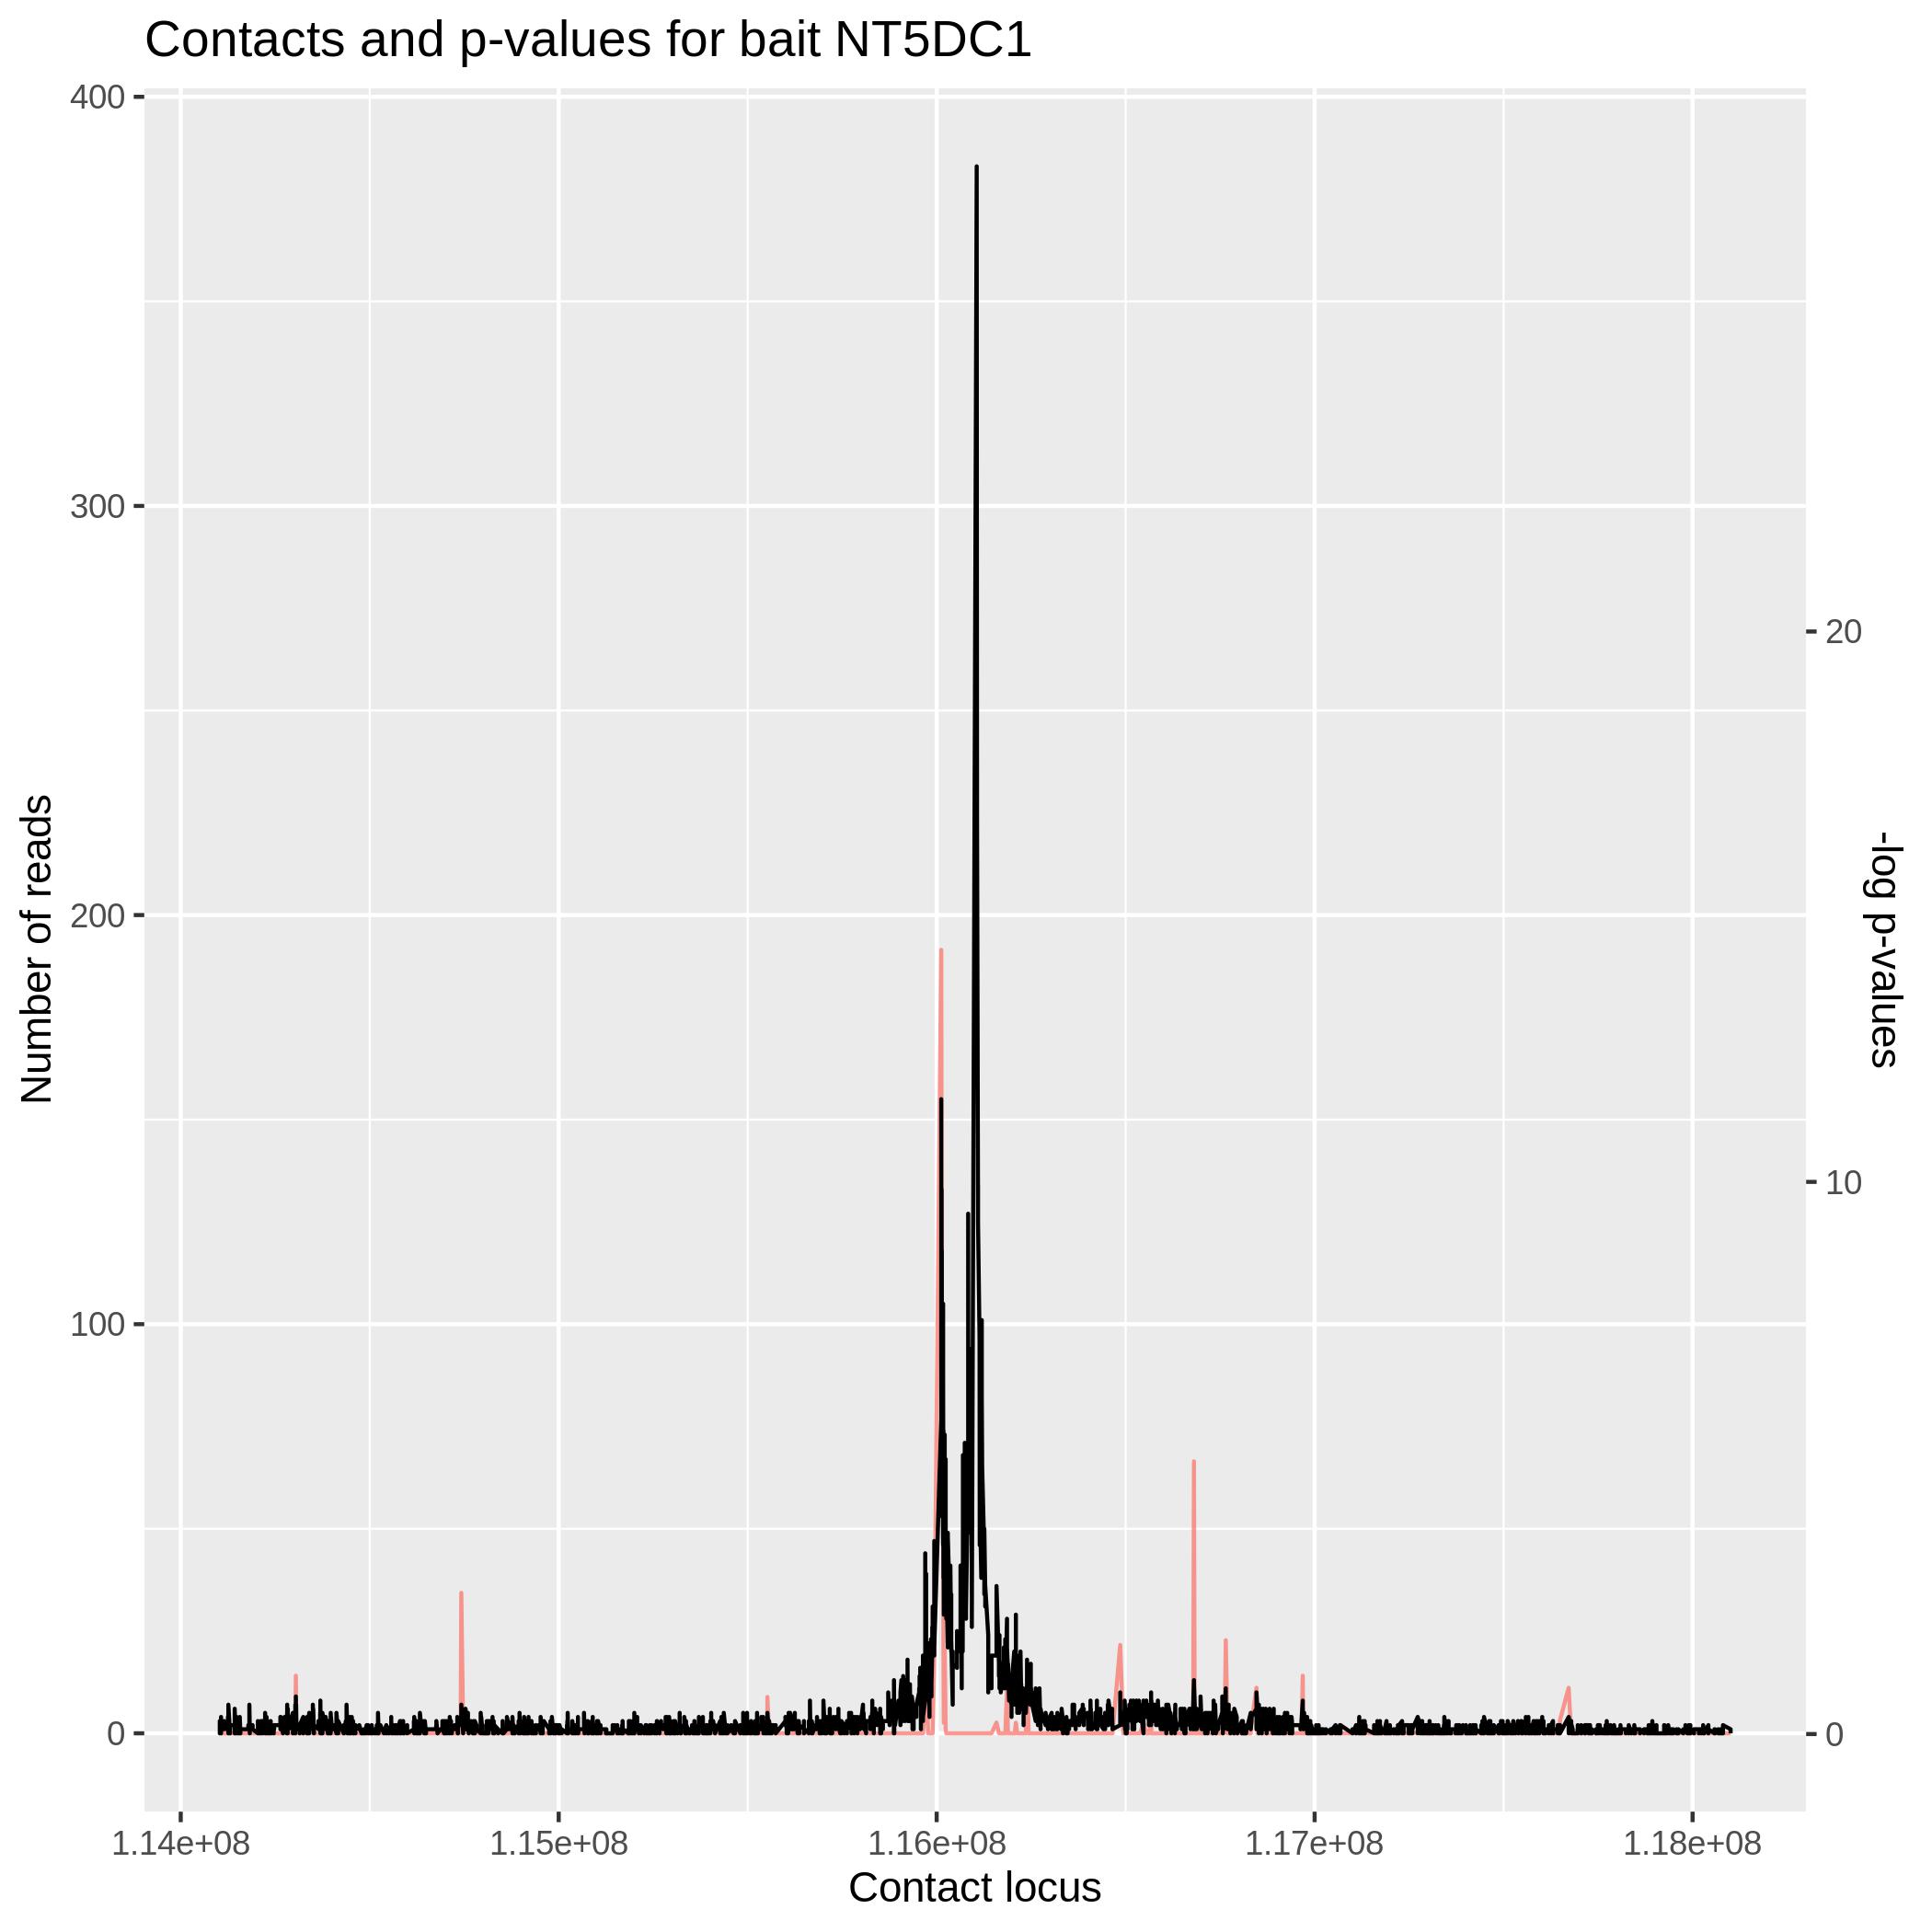 Contacts and p-values for bait NT5DC1
400
300
200
100
0
Number of reads
20
10
0
-log p-values
1.14e+08
1.15e+08
1.16e+08
1.17e+08
1.18e+08
Contact locus